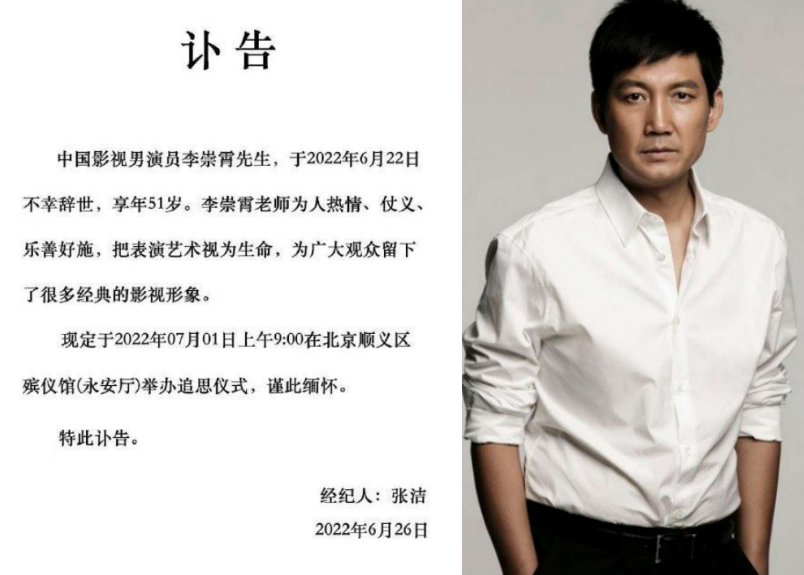 讣告
中国影视男演员李崇霄先生，于2022年6月22日
不幸辞世，享年51岁。李崇霄老师为人热情、仗义、
乐善好施，把表演艺术视为生命，为广大观众留下
了很多经典的影视形象。
现定于2022年07月01日上午9:00在北京顺义区
殡仪馆(永安厅)举办追思仪式，谨此缅怀。
特此讣告。
经纪人：张洁
2022年6月26日